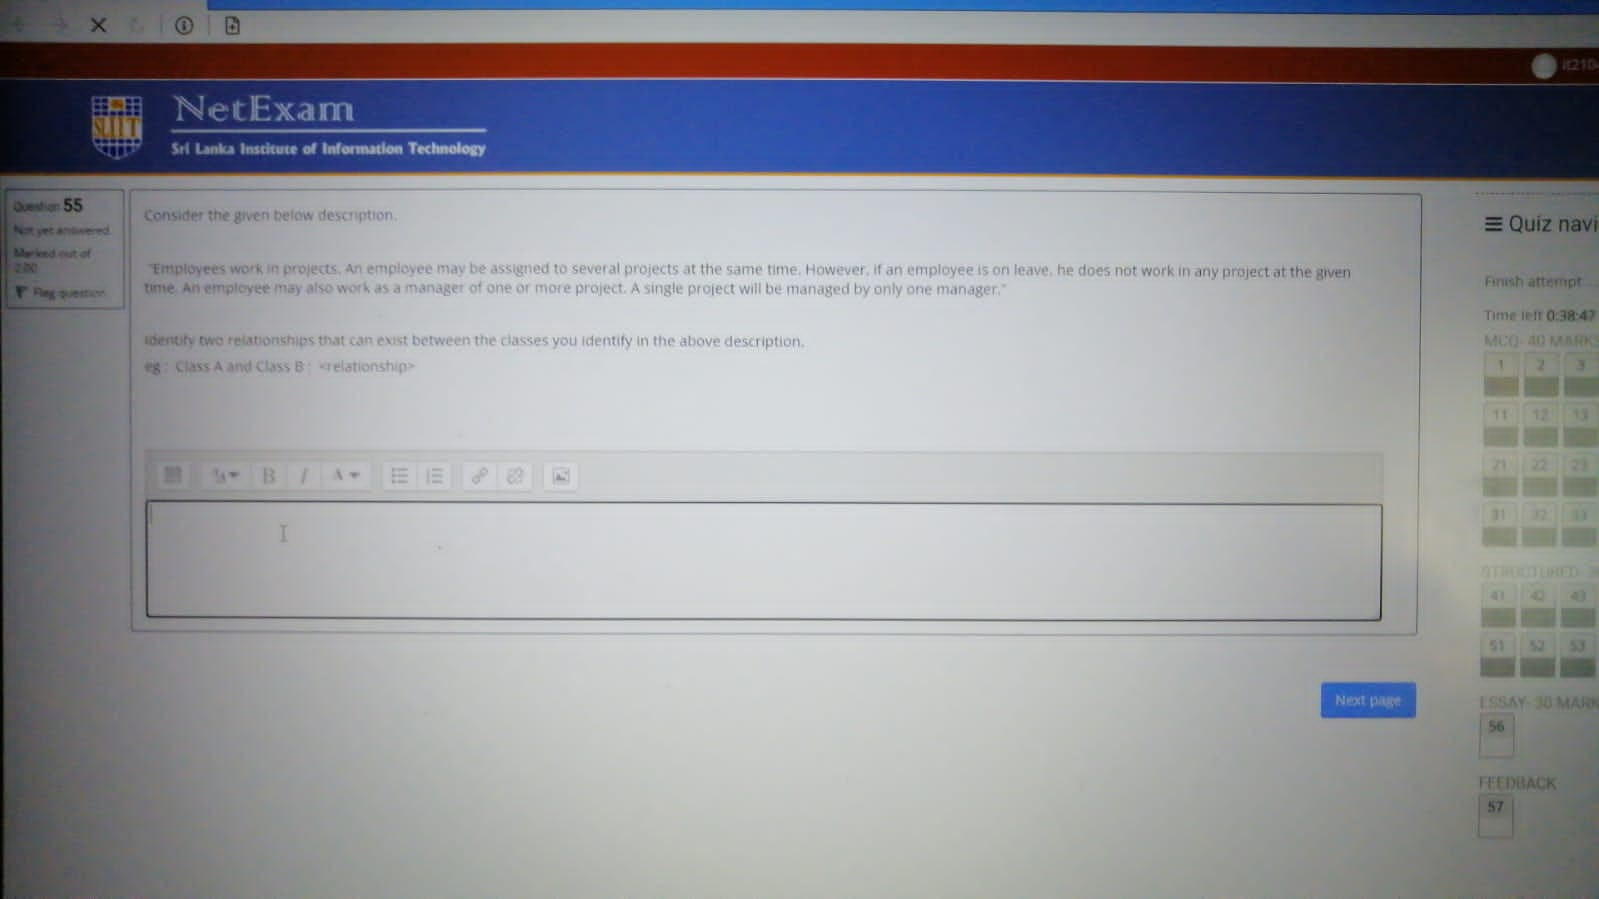 it210
NetExam
SLIIT
Sri Lanka Institute of Information Technology
Question 55
Not yet answered
Marked out of
2.00
Flag question
Consider the given below description.
"Employees work in projects. An employee may be assigned to several projects at the same time. However, if an employee is on leave, he does not work in any project at the given
time. An employee may also work as a manager of one or more project. A single project will be managed by only one manager."
Identify two relationships that can exist between the classes you identify in the above description.
eg : Class A and Class B : <relationship>
B I A
Next page
Quiz navi
Finish attempt ...
Time left 0:38:47
MCQ- 40 MARKS
1 2 3
11 12 13
21 22 23
31 32 33
STRUCTURED- 3
41 42 43
51 52 53
ESSAY- 30 MARK
56
FEEDBACK
57